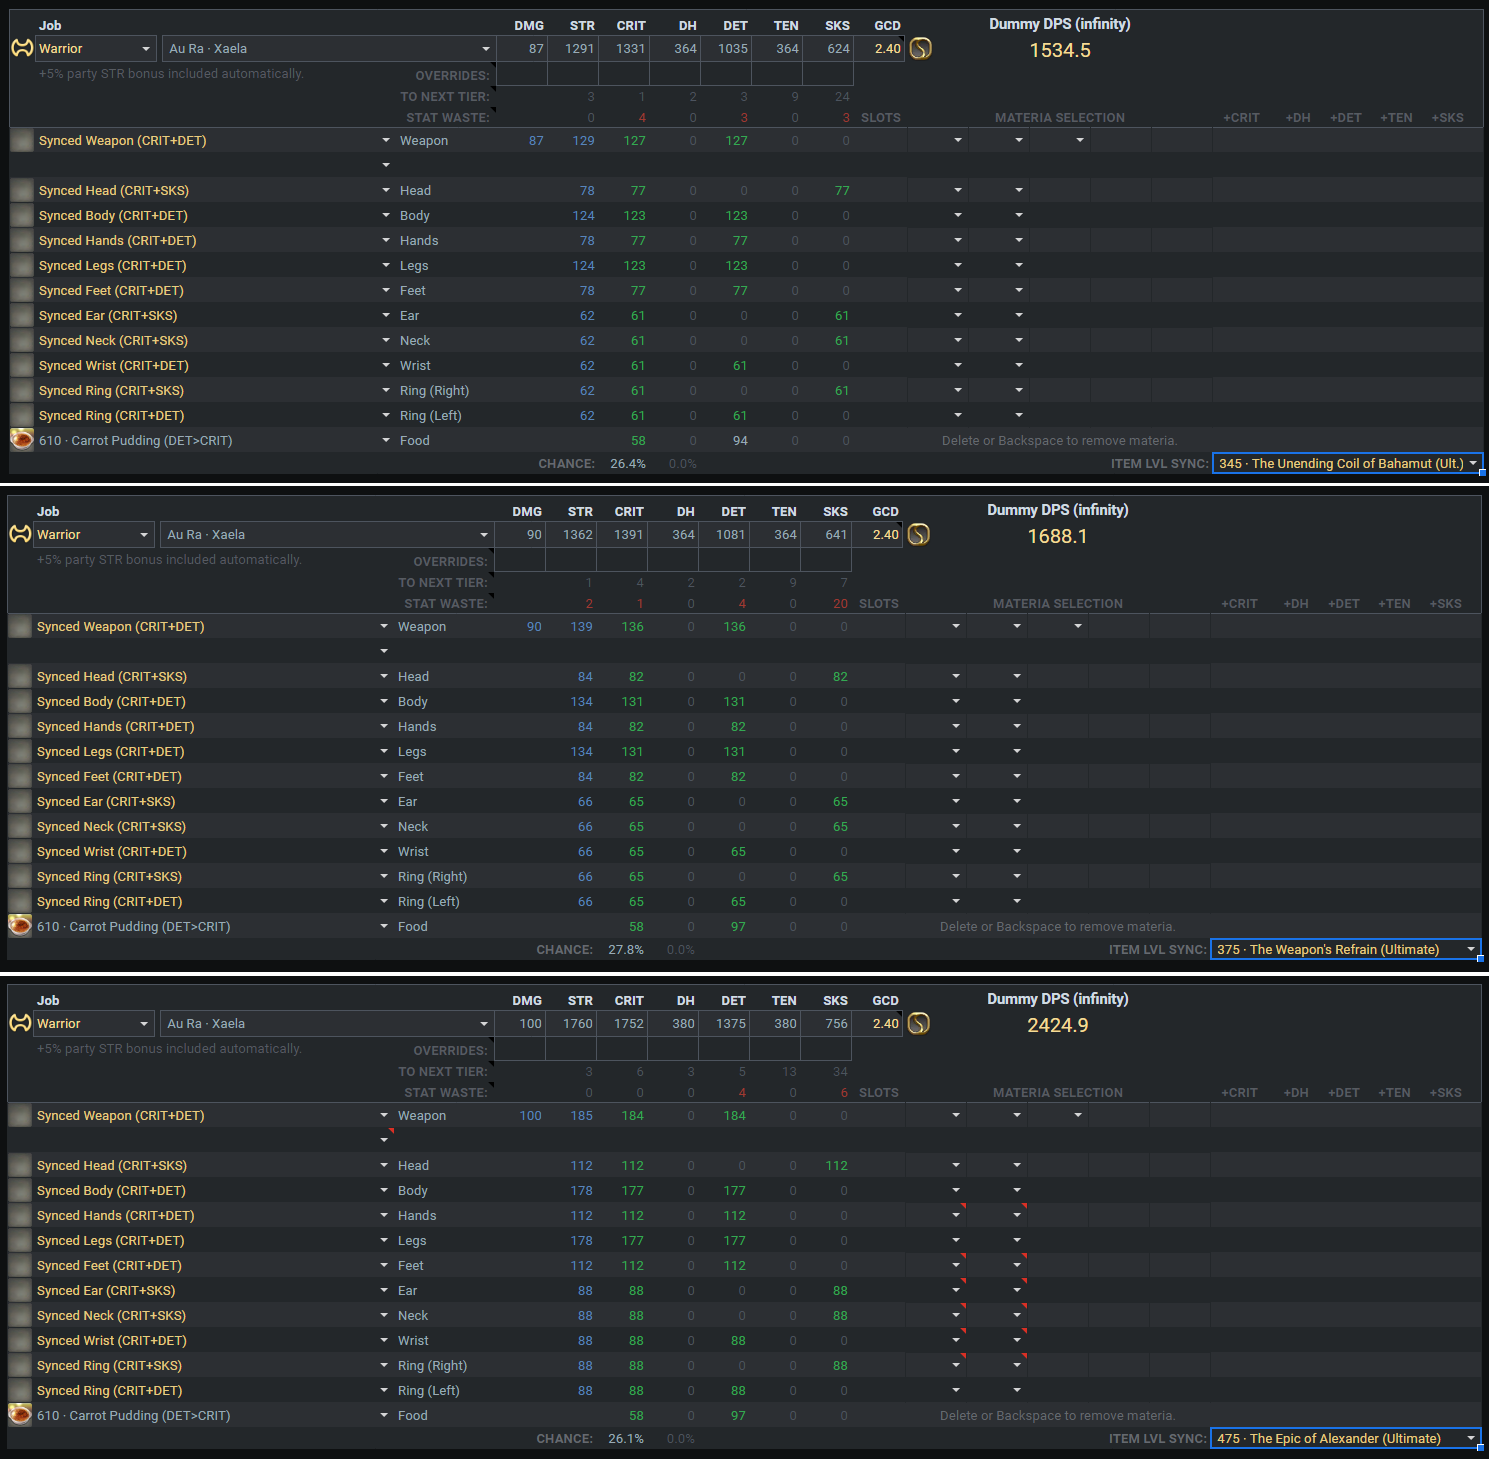 Job DMG STR CRIT DH DET TEN SKS GCD Dummy DPS (infinity)
Warrior Au Ra · Xaela 87 1291 1331 364 1035 364 624 2.40 1534.5
+5% party STR bonus included automatically. OVERRIDES:
TO NEXT TIER: 3 1 2 3 9 24
STAT WASTE: 0 4 0 3 0 3 SLOTS MATERIA SELECTION +CRIT +DH +DET +TEN +SKS
Synced Weapon (CRIT+DET) Weapon 87 129 127 0 127 0 0
Synced Head (CRIT+SKS) Head 78 77 0 0 0 77
Synced Body (CRIT+DET) Body 124 123 0 123 0 0
Synced Hands (CRIT+DET) Hands 78 77 0 77 0 0
Synced Legs (CRIT+DET) Legs 124 123 0 123 0 0
Synced Feet (CRIT+DET) Feet 78 77 0 77 0 0
Synced Ear (CRIT+SKS) Ear 62 61 0 0 0 61
Synced Neck (CRIT+SKS) Neck 62 61 0 0 0 61
Synced Wrist (CRIT+DET) Wrist 62 61 0 61 0 0
Synced Ring (CRIT+SKS) Ring (Right) 62 61 0 0 0 61
Synced Ring (CRIT+DET) Ring (Left) 62 61 0 61 0 0
610 · Carrot Pudding (DET>CRIT) Food 58 0 94 0 0 Delete or Backspace to remove materia.
CHANCE: 26.4% 0.0% ITEM LVL SYNC: 345 · The Unending Coil of Bahamut (Ult.)
Job DMG STR CRIT DH DET TEN SKS GCD Dummy DPS (infinity)
Warrior Au Ra · Xaela 90 1362 1391 364 1081 364 641 2.40 1688.1
+5% party STR bonus included automatically. OVERRIDES:
TO NEXT TIER: 1 4 2 2 9 7
STAT WASTE: 2 1 0 4 0 20 SLOTS MATERIA SELECTION +CRIT +DH +DET +TEN +SKS
Synced Weapon (CRIT+DET) Weapon 90 139 136 0 136 0 0
Synced Head (CRIT+SKS) Head 84 82 0 0 0 82
Synced Body (CRIT+DET) Body 134 131 0 131 0 0
Synced Hands (CRIT+DET) Hands 84 82 0 82 0 0
Synced Legs (CRIT+DET) Legs 134 131 0 131 0 0
Synced Feet (CRIT+DET) Feet 84 82 0 82 0 0
Synced Ear (CRIT+SKS) Ear 66 65 0 0 0 65
Synced Neck (CRIT+SKS) Neck 66 65 0 0 0 65
Synced Wrist (CRIT+DET) Wrist 66 65 0 65 0 0
Synced Ring (CRIT+SKS) Ring (Right) 66 65 0 0 0 65
Synced Ring (CRIT+DET) Ring (Left) 66 65 0 65 0 0
610 · Carrot Pudding (DET>CRIT) Food 58 0 97 0 0 Delete or Backspace to remove materia.
CHANCE: 27.8% 0.0% ITEM LVL SYNC: 375 · The Weapon's Refrain (Ultimate)
Job DMG STR CRIT DH DET TEN SKS GCD Dummy DPS (infinity)
Warrior Au Ra · Xaela 100 1760 1752 380 1375 380 756 2.40 2424.9
+5% party STR bonus included automatically. OVERRIDES:
TO NEXT TIER: 3 6 3 5 13 34
STAT WASTE: 0 0 0 4 0 6 SLOTS MATERIA SELECTION +CRIT +DH +DET +TEN +SKS
Synced Weapon (CRIT+DET) Weapon 100 185 184 0 184 0 0
Synced Head (CRIT+SKS) Head 112 112 0 0 0 112
Synced Body (CRIT+DET) Body 178 177 0 177 0 0
Synced Hands (CRIT+DET) Hands 112 112 0 112 0 0
Synced Legs (CRIT+DET) Legs 178 177 0 177 0 0
Synced Feet (CRIT+DET) Feet 112 112 0 112 0 0
Synced Ear (CRIT+SKS) Ear 88 88 0 0 0 88
Synced Neck (CRIT+SKS) Neck 88 88 0 0 0 88
Synced Wrist (CRIT+DET) Wrist 88 88 0 88 0 0
Synced Ring (CRIT+SKS) Ring (Right) 88 88 0 0 0 88
Synced Ring (CRIT+DET) Ring (Left) 88 88 0 88 0 0
610 · Carrot Pudding (DET>CRIT) Food 58 0 97 0 0 Delete or Backspace to remove materia.
CHANCE: 26.1% 0.0% ITEM LVL SYNC: 475 · The Epic of Alexander (Ultimate)